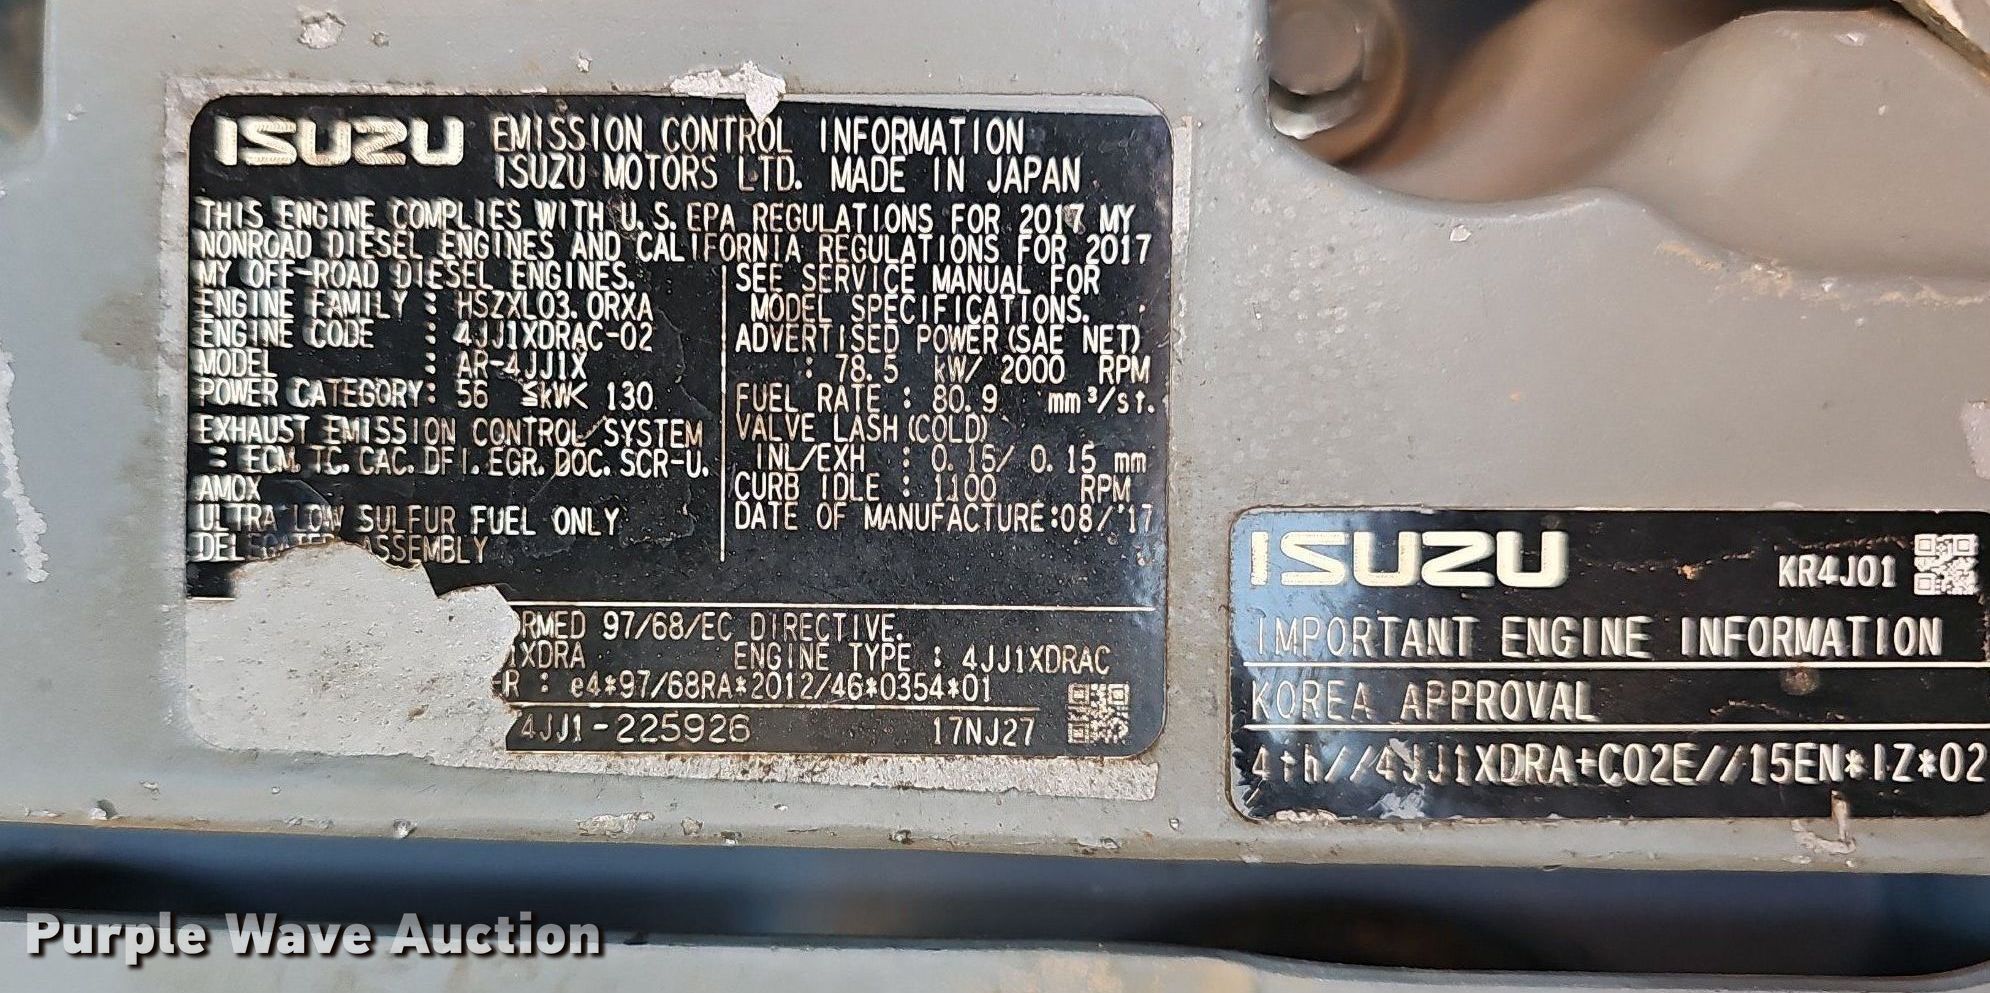 ISUZU EMISSION CONTROL INFORMATION
ISUZU MOTORS LTD. MADE IN JAPAN
THIS ENGINE COMPLIES WITH U.S. EPA REGULATIONS FOR 2017 MY
NONROAD DIESEL ENGINES AND CALIFORNIA REGULATIONS FOR 2017
MY OFF-ROAD DIESEL ENGINES.
ENGINE FAMILY : HSZXL03.0RXA
ENGINE CODE : 4JJ1XDRAC-02
MODEL : AR-4JJ1X
POWER CATEGORY: 56 ≦kW< 130
EXHAUST EMISSION CONTROL SYSTEM
= ECM. TC. CAC. DFI. EGR. DOC. SCR-U.
AMOX
ULTRA LOW SULFUR FUEL ONLY
ASSEMBLY
SEE SERVICE MANUAL FOR
MODEL SPECIFICATIONS.
ADVERTISED POWER (SAE NET)
: 78.5 kW/ 2000 RPM
FUEL RATE : 80.9 mm³/st.
VALVE LASH (COLD)
INL/EXH : 0.15/ 0.15 mm
CURB IDLE : 1100 RPM
DATE OF MANUFACTURE:08/'17
RMED 97/68/EC DIRECTIVE.
1XDRA ENGINE TYPE : 4JJ1XDRAC
R : e4*97/68RA*2012/46*0354*01
4JJ1-225926 17NJ27
ISUZU KR4J01
IMPORTANT ENGINE INFORMATION
KOREA APPROVAL
4th//4JJ1XDRA+CO2E//15EN*IZ*02
Purple Wave Auction